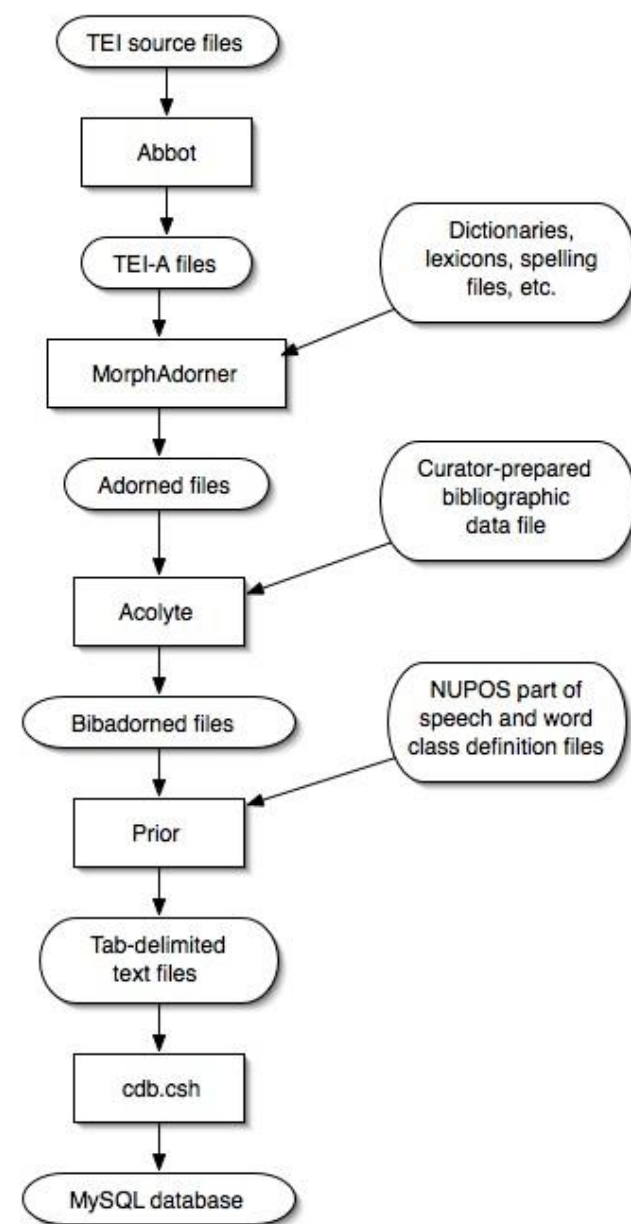 TEI source files
Abbot
TEI-A files
Dictionaries,
lexicons, spelling
files, etc.
MorphAdorner
Adorned files
Curator-prepared
bibliographic
data file
Acolyte
Bibadorned files
NUPOS part of
speech and word
class definition files
Prior
Tab-delimited
text files
cdb.csh
MySQL database